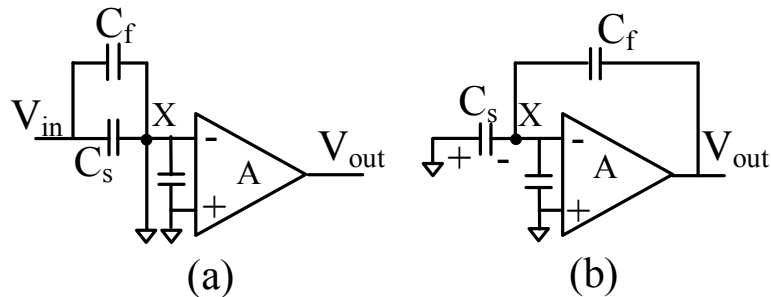 C_f
V_in
X
C_s
-
A
+
V_out
(a)
C_f
C_s
X
+
-
-
A
+
V_out
(b)